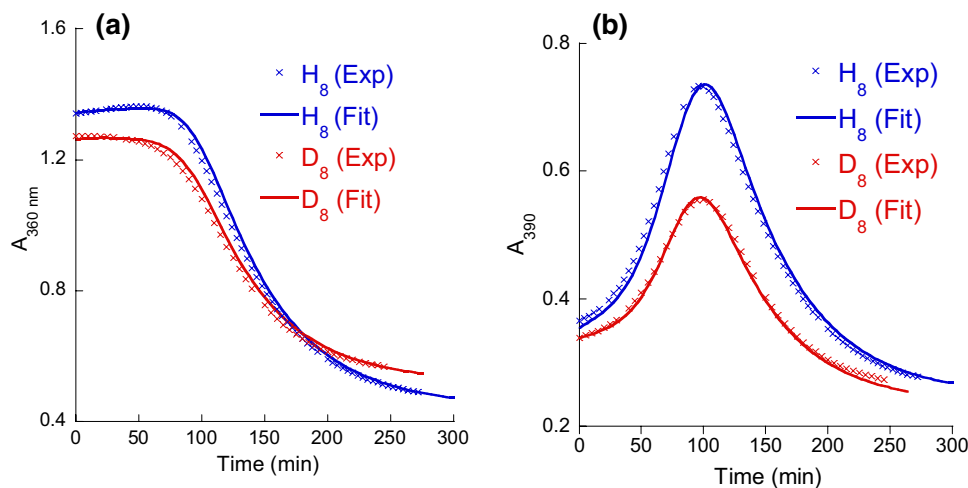 (a)
1.6
1.2
0.8
0.4
A360 nm
0 50 100 150 200 250 300
Time (min)
H8 (Exp)
H8 (Fit)
D8 (Exp)
D8 (Fit)
(b)
0.8
0.6
0.4
0.2
A390
0 50 100 150 200 250 300
Time (min)
H8 (Exp)
H8 (Fit)
D8 (Exp)
D8 (Fit)